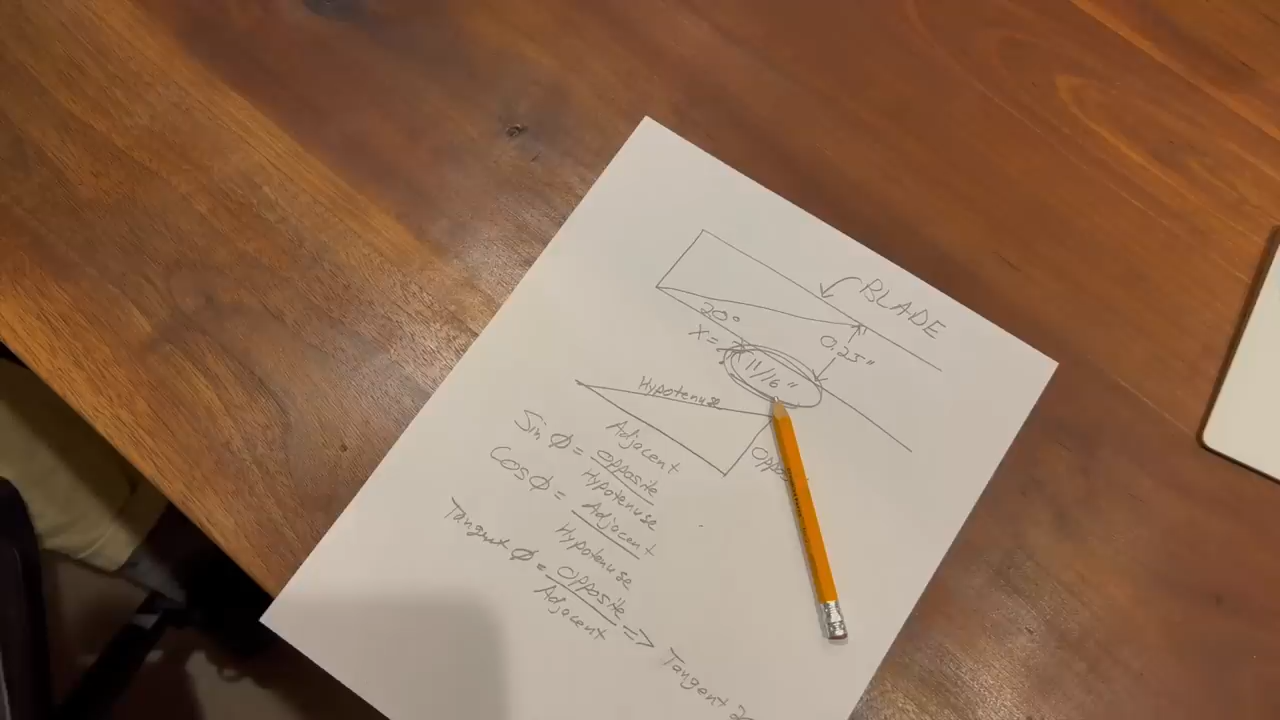 BLADE
20°
0.25"
X =
11/16"
Hypotenuse
Adjacent
Sin Ø = Opposite
Hypotenuse
Cos Ø = Adjacent
Hypotenuse
Tangent Ø = Opposite => Tangent
Adjacent